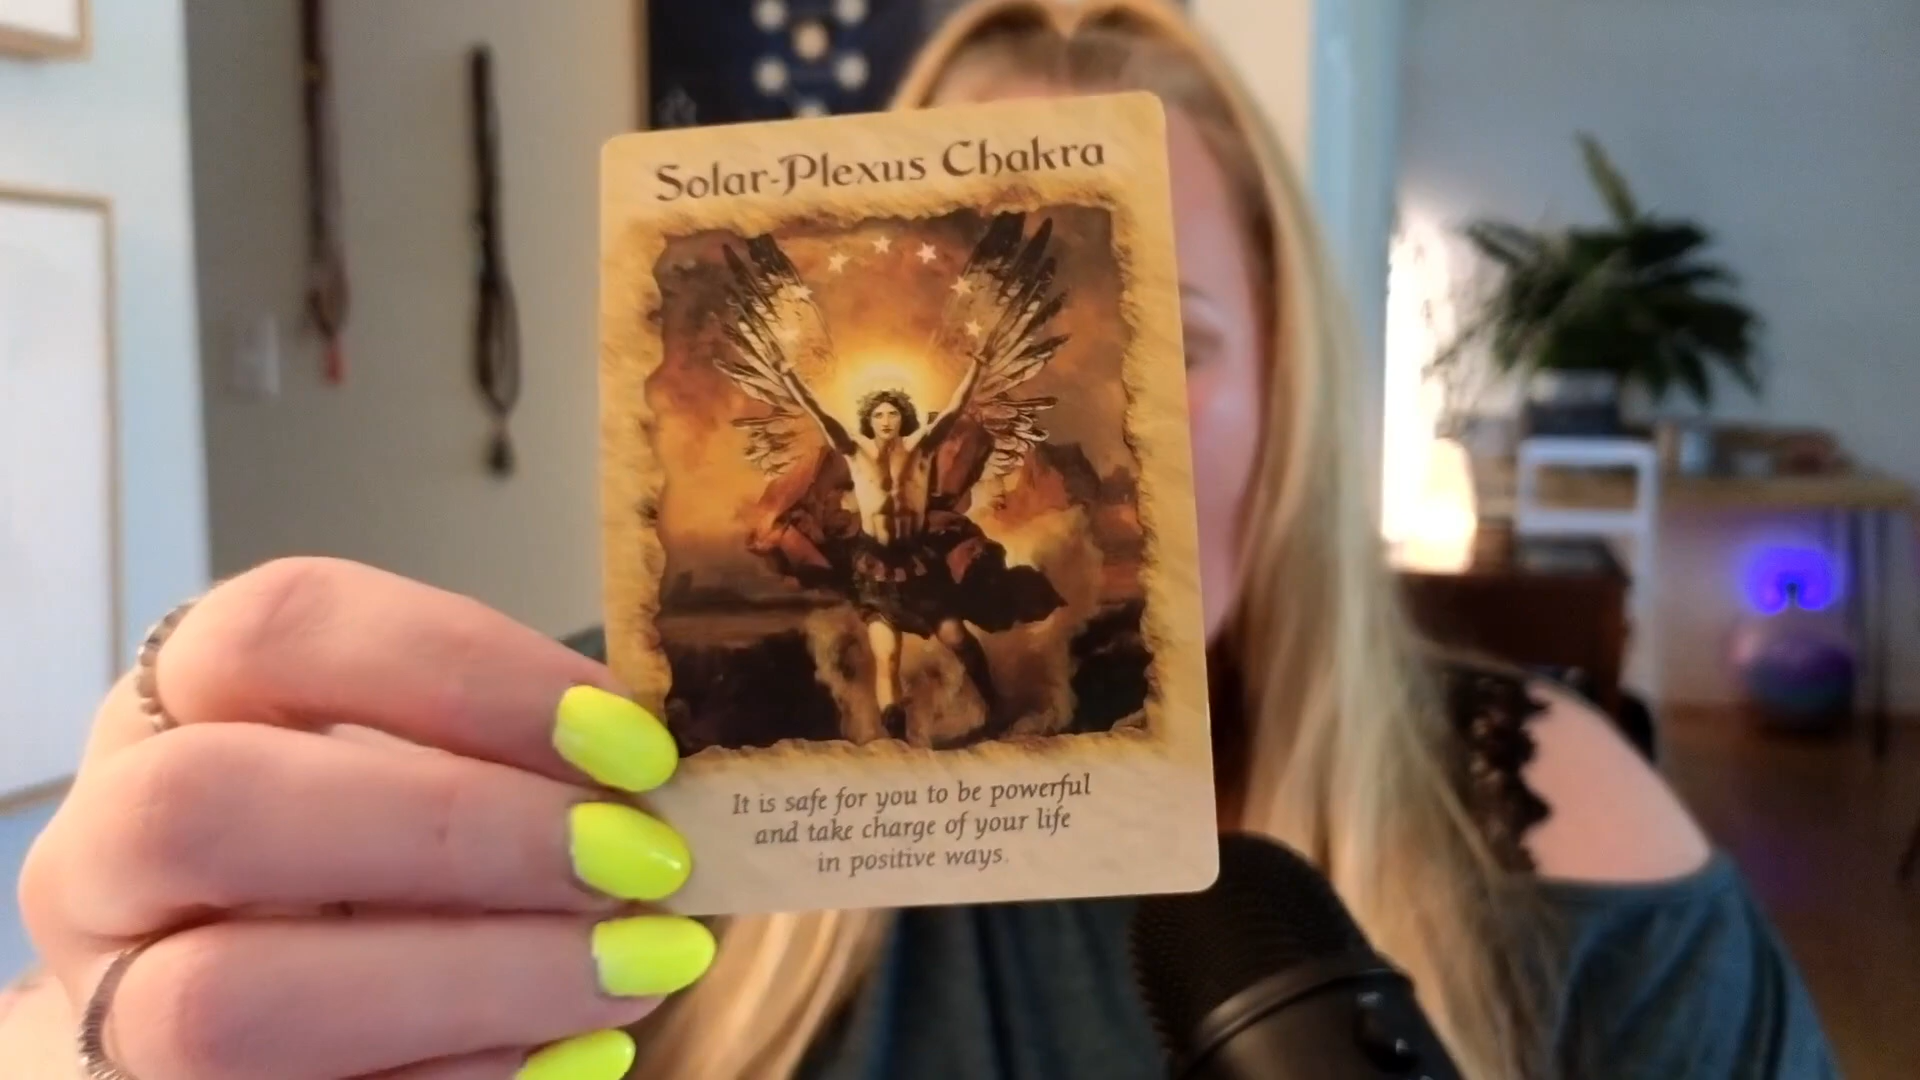 Solar-Plexus Chakra
It is safe for you to be powerful
and take charge of your life
in positive ways.